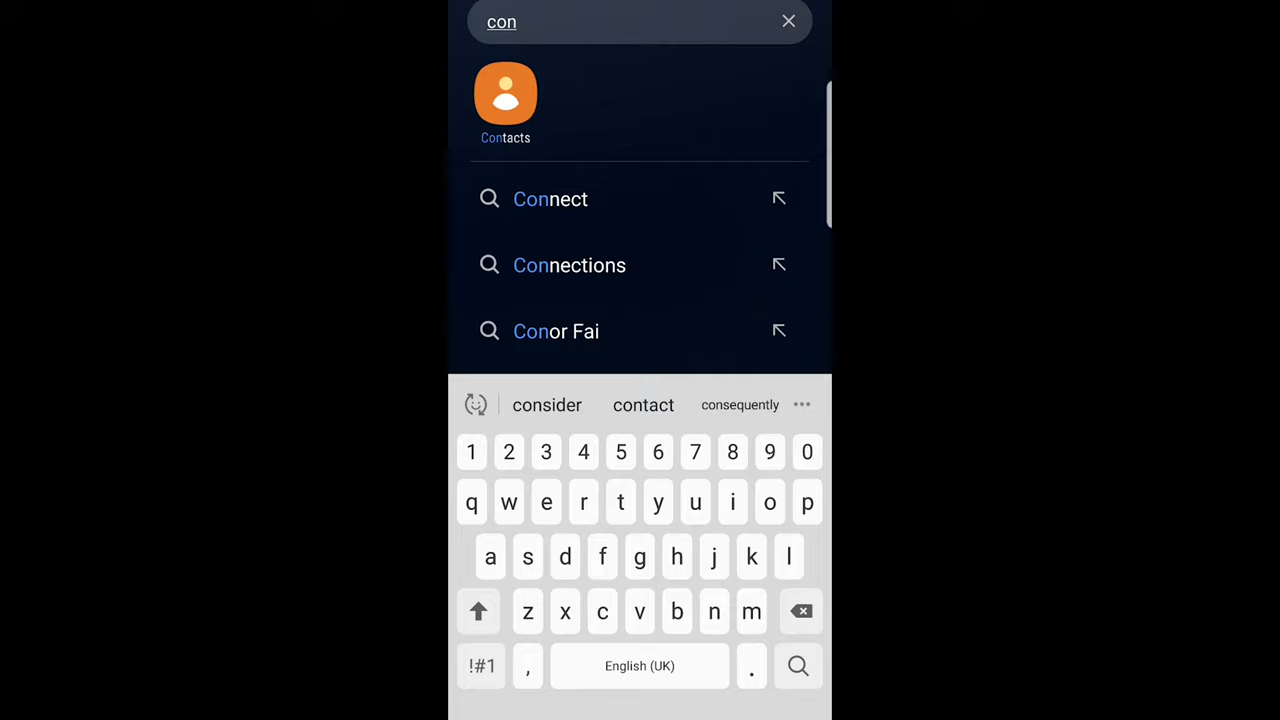 con
Contacts
Connect
Connections
Conor Fai
consider contact consequently
1 2 3 4 5 6 7 8 9 0
q w e r t y u i o p
a s d f g h j k l
z x c v b n m
!#1 , English (UK) .